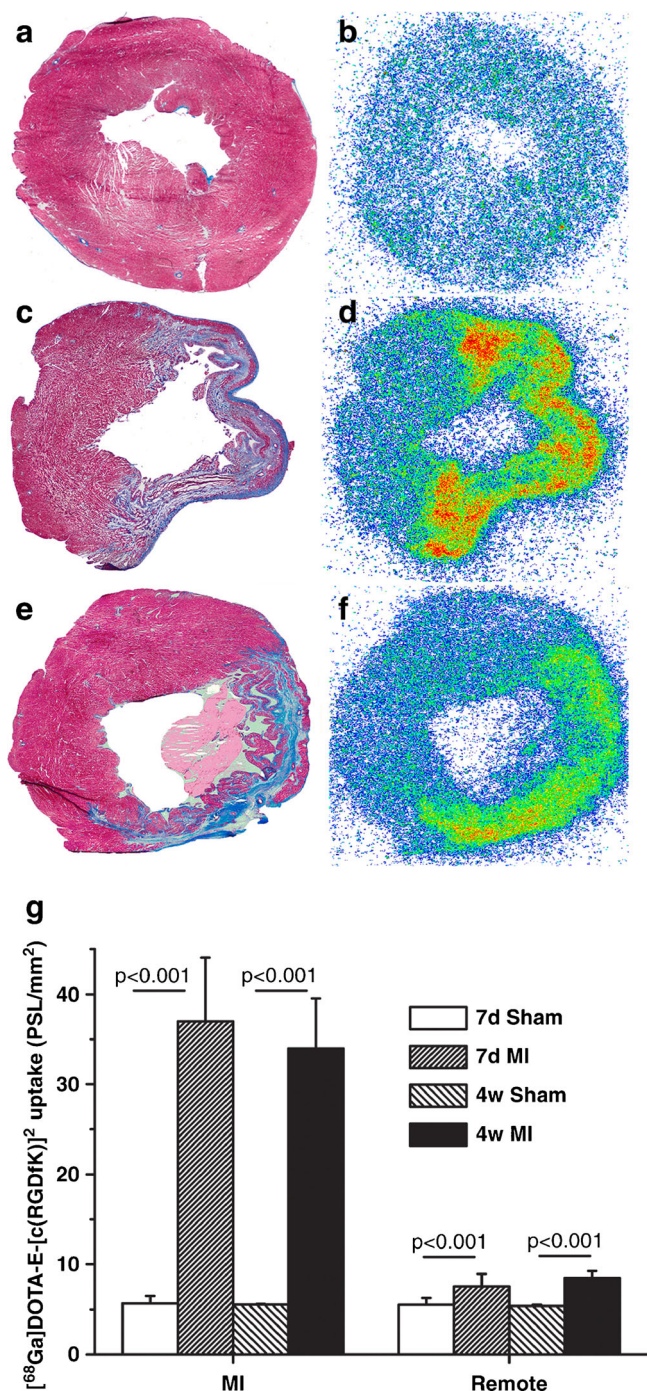 a
b
c
d
e
f
g
[⁶⁸Ga]DOTA-E-[c(RGDfK)]² uptake (PSL/mm²)
40
30
20
10
0
p<0.001
p<0.001
7d Sham
7d MI
4w Sham
4w MI
p<0.001
p<0.001
MI
Remote